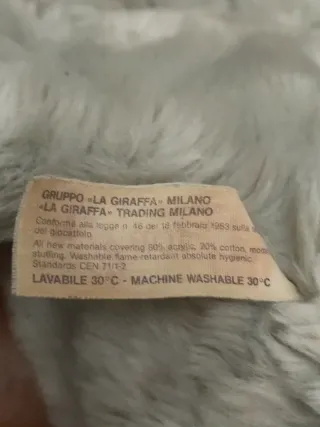 GRUPPO «LA GIRAFFA» MILANO
«LA GIRAFFA» TRADING MILANO
Conforme alla legge n. 46 del 18 febbraio 1983 sulla
del giocattolo
All new materials covering 80% acrylic, 20% cotton,
stuffing. Washable flame-retardent absolute hygienic.
Standards CEN 71/1-2
LAVABILE 30°C - MACHINE WASHABLE 30°C